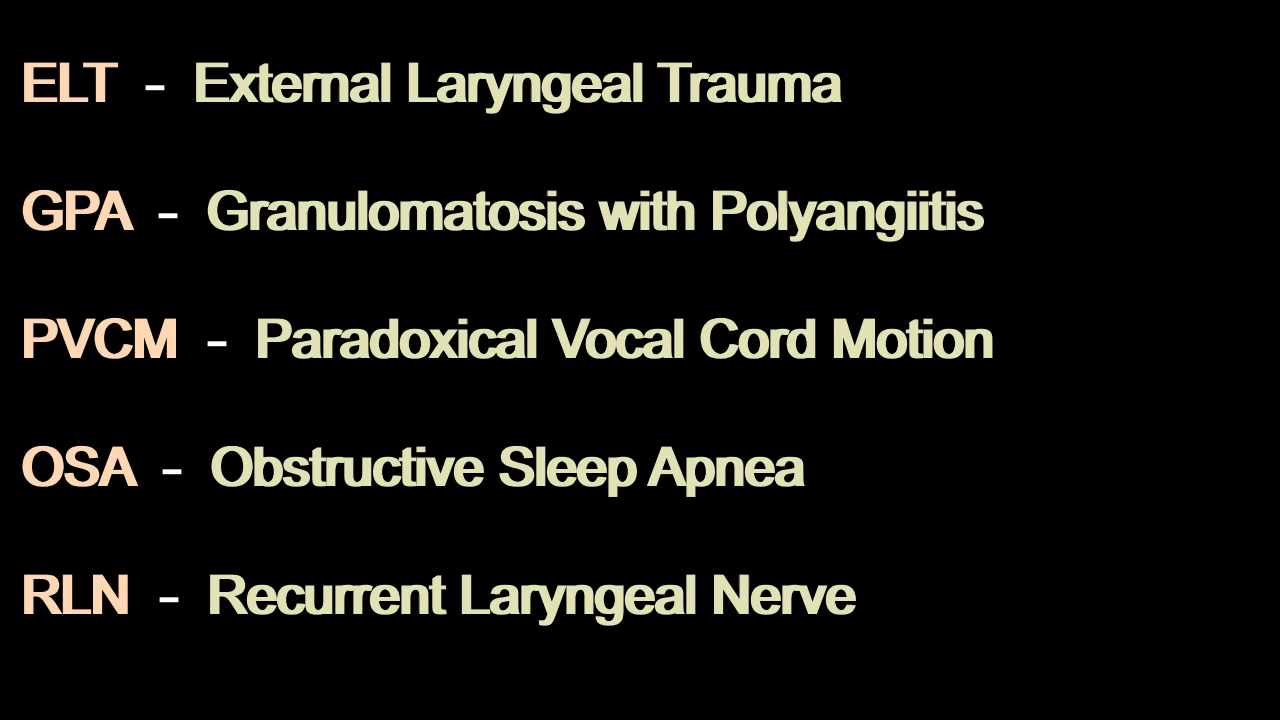 ELT - External Laryngeal Trauma
GPA - Granulomatosis with Polyangiitis
PVCM - Paradoxical Vocal Cord Motion
OSA - Obstructive Sleep Apnea
RLN - Recurrent Laryngeal Nerve